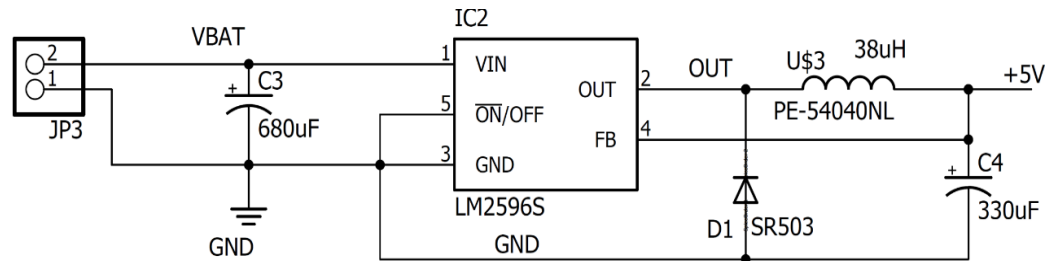 IC2
VBAT
2
1
JP3
+
C3
680uF
GND
1
VIN
5
ON/OFF
3
GND
OUT
2
FB
4
LM2596S
OUT
U$3
38uH
PE-54040NL
+5V
D1
SR503
+
C4
330uF
GND